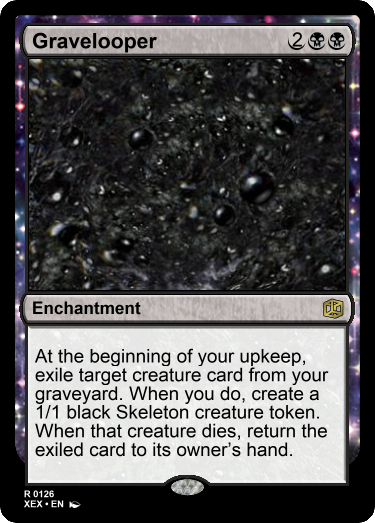 Gravelooper 2
Enchantment
At the beginning of your upkeep,
exile target creature card from your
graveyard. When you do, create a
1/1 black Skeleton creature token.
When that creature dies, return the
exiled card to its owner's hand.
R 0126
XEX • EN